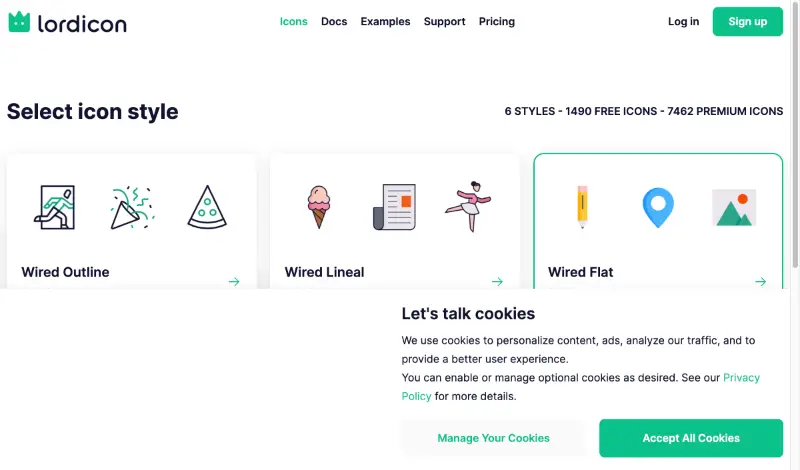 lordicon
Icons Docs Examples Support Pricing Log in Sign up
Select icon style
6 STYLES - 1490 FREE ICONS - 7462 PREMIUM ICONS
Wired Outline
Wired Lineal
Wired Flat
Let's talk cookies
We use cookies to personalize content, ads, analyze our traffic, and to
provide a better user experience.
You can enable or manage optional cookies as desired. See our Privacy
Policy for more details.
Manage Your Cookies
Accept All Cookies